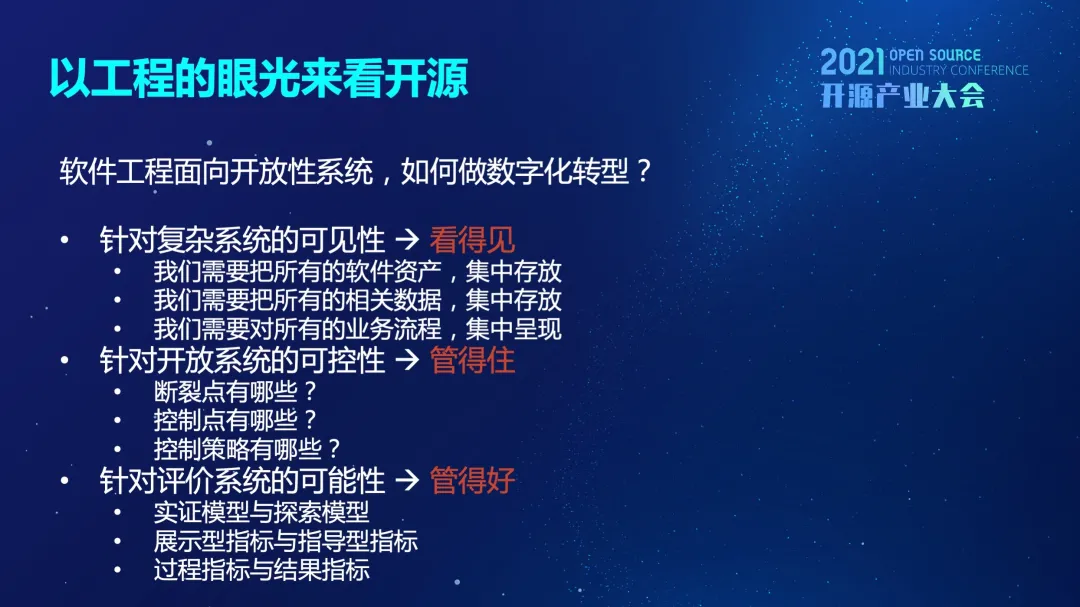 以工程的眼光来看开源
2021 OPEN SOURCE
INDUSTRY CONFERENCE
开源产业大会
软件工程面向开放性系统，如何做数字化转型？
• 针对复杂系统的可见性 → 看得见
• 我们需要把所有的软件资产，集中存放
• 我们需要把所有的相关数据，集中存放
• 我们需要对所有的业务流程，集中呈现
• 针对开放系统的可控性 → 管得住
• 断裂点有哪些？
• 控制点有哪些？
• 控制策略有哪些？
• 针对评价系统的可能性 → 管得好
• 实证模型与探索模型
• 展示型指标与指导型指标
• 过程指标与结果指标